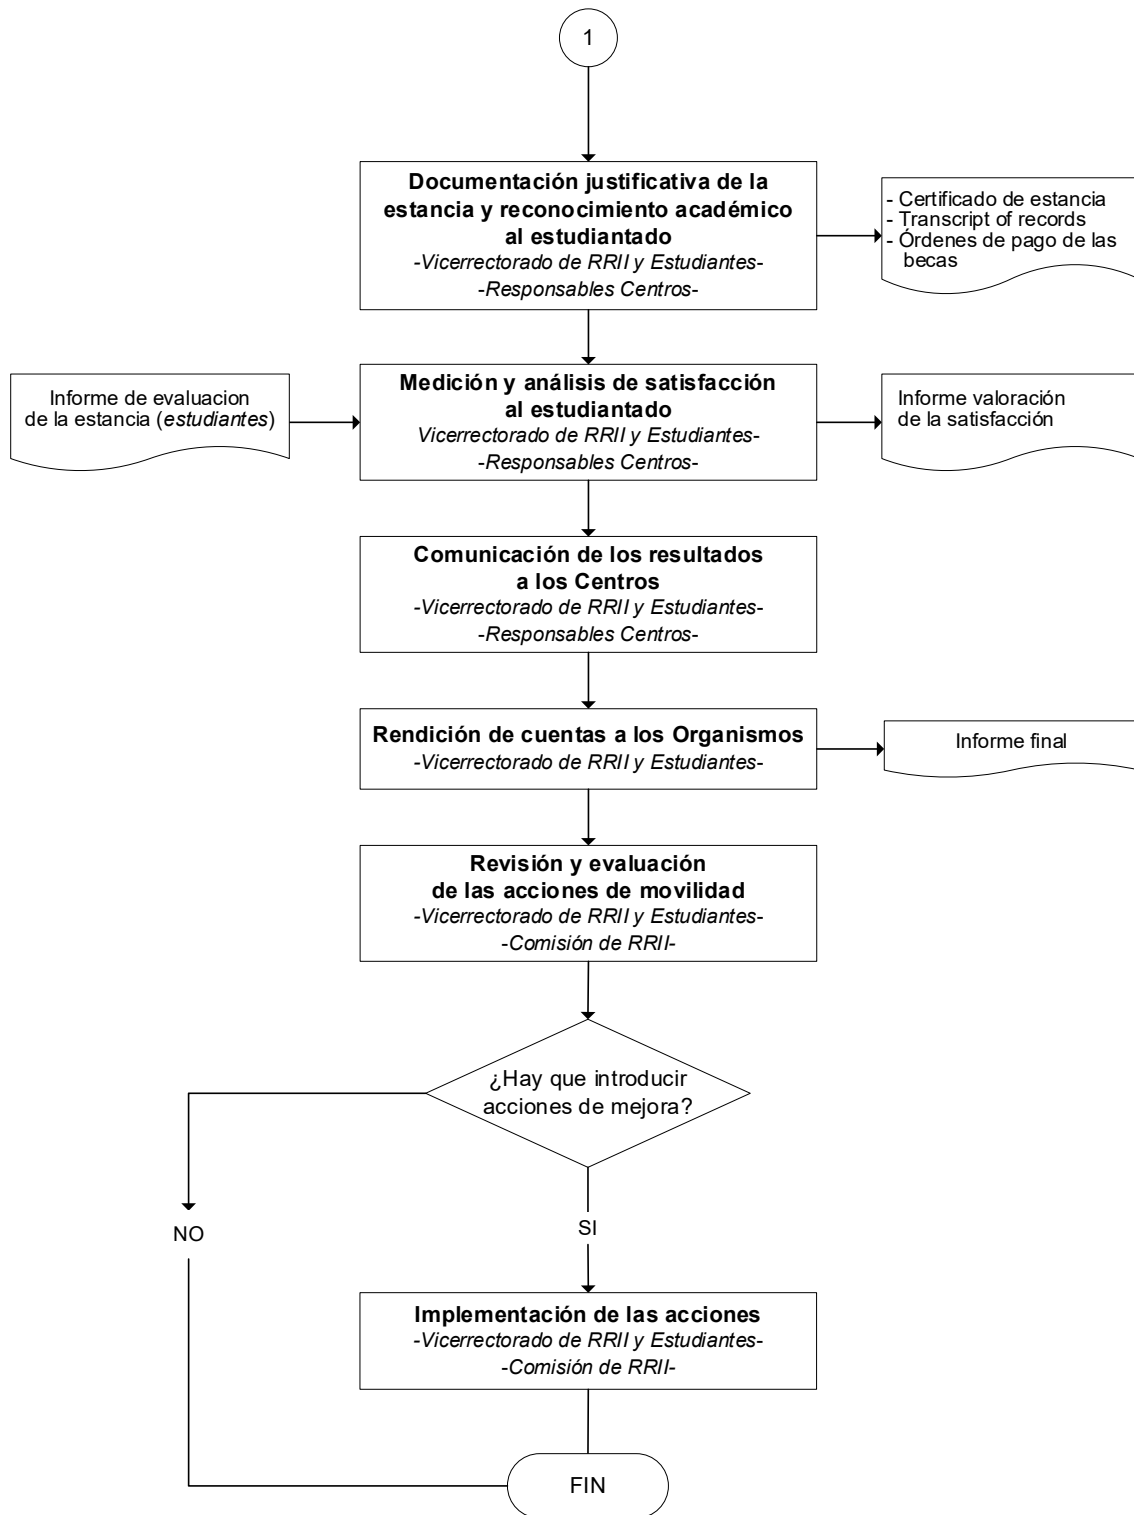 1
Documentación justificativa de la
estancia y reconocimiento académico
al estudiantado
-Vicerrectorado de RRII y Estudiantes-
-Responsables Centros-
- Certificado de estancia
- Transcript of records
- Órdenes de pago de las
becas
Informe de evaluacion
de la estancia (estudiantes)
Medición y análisis de satisfacción
al estudiantado
Vicerrectorado de RRII y Estudiantes-
-Responsables Centros-
Informe valoración
de la satisfacción
Comunicación de los resultados
a los Centros
-Vicerrectorado de RRII y Estudiantes-
-Responsables Centros-
Rendición de cuentas a los Organismos
-Vicerrectorado de RRII y Estudiantes-
Informe final
Revisión y evaluación
de las acciones de movilidad
-Vicerrectorado de RRII y Estudiantes-
-Comisión de RRII-
¿Hay que introducir
acciones de mejora?
NO
SI
Implementación de las acciones
-Vicerrectorado de RRII y Estudiantes-
-Comisión de RRII-
FIN